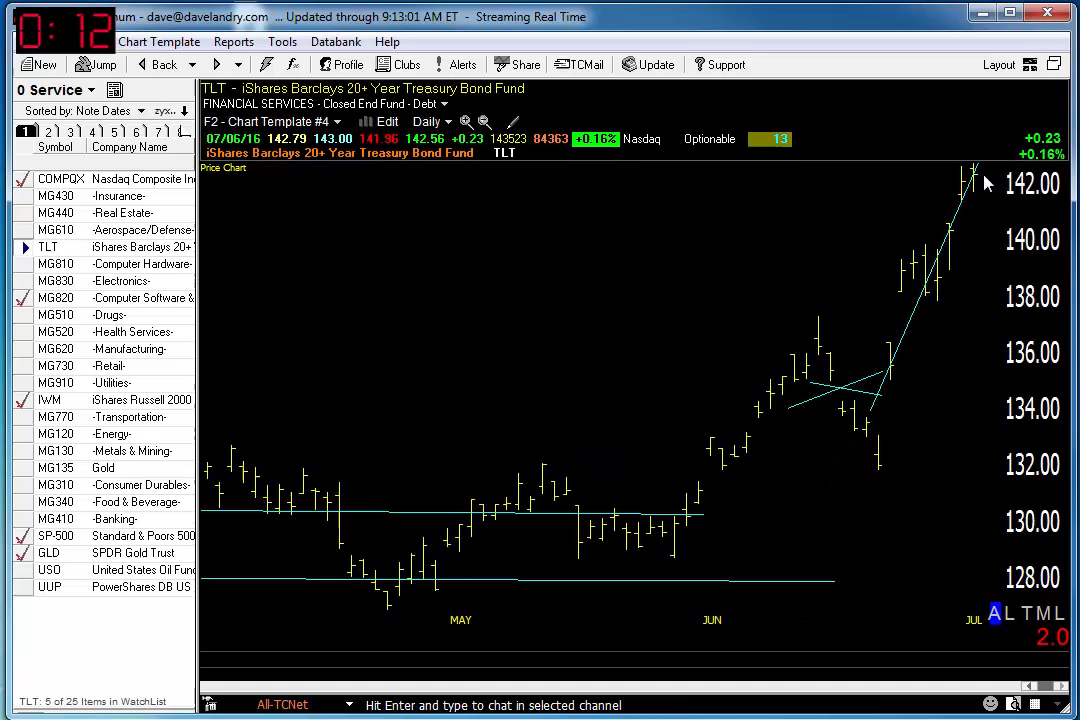 0:12 num - dave@davelandry.com ... Updated through 9:13:01 AM ET - Streaming Real Time
Chart Template Reports Tools Databank Help
New Jump Back Profile Clubs Alerts Share TCMail Update Support Layout
0 Service
Sorted by: Note Dates zyx..
1 2 3 4 5 6 7
Symbol Company Name
COMPQX Nasdaq Composite In
MG430 -Insurance-
MG440 -Real Estate-
MG610 -Aerospace/Defense-
TLT iShares Barclays 20+
MG810 -Computer Hardware-
MG830 -Electronics-
MG820 -Computer Software &
MG510 -Drugs-
MG520 -Health Services-
MG620 -Manufacturing-
MG730 -Retail-
MG910 -Utilities-
IWM iShares Russell 2000
MG770 -Transportation-
MG120 -Energy-
MG130 -Metals & Mining-
MG135 Gold
MG310 -Consumer Durables-
MG340 -Food & Beverage-
MG410 -Banking-
SP-500 Standard & Poors 500
GLD SPDR Gold Trust
USO United States Oil Fun
UUP PowerShares DB US
TLT: 5 of 25 Items in WatchList
TLT - iShares Barclays 20+ Year Treasury Bond Fund
FINANCIAL SERVICES - Closed End Fund - Debt
F2 - Chart Template #4 Edit Daily
07/06/16 142.79 143.00 141.36 142.56 +0.23 143523 84363 +0.16% Nasdaq Optionable 13 +0.23
iShares Barclays 20+ Year Treasury Bond Fund TLT +0.16%
Price Chart
142.00
140.00
138.00
136.00
134.00
132.00
130.00
128.00
MAY JUN JUL
A L T M L
2.0
All-TCNet Hit Enter and type to chat in selected channel